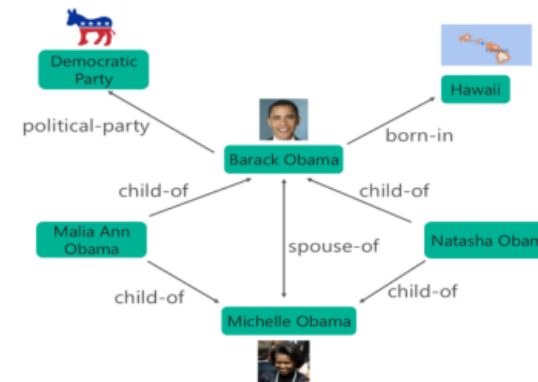 Democratic
Party
Hawaii
political-party
born-in
Barack Obama
child-of
child-of
Malia Ann
Obama
spouse-of
Natasha Obam
child-of
child-of
Michelle Obama